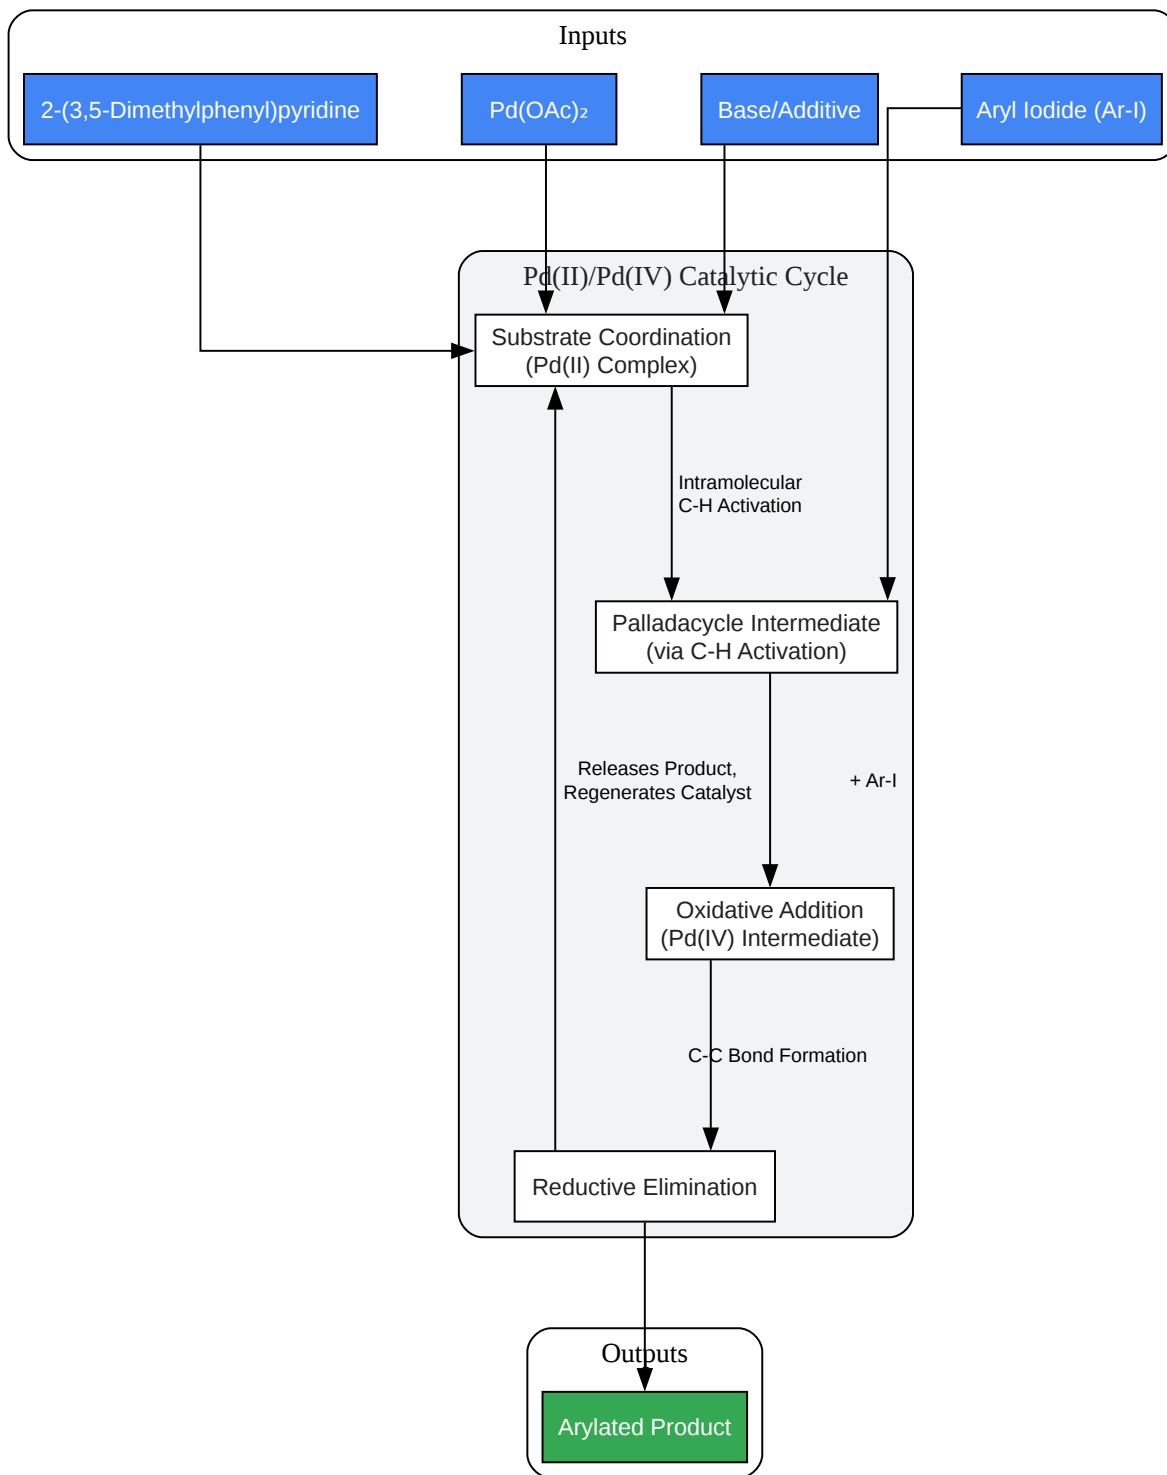 Inputs
2-(3,5-Dimethylphenyl)pyridine
Pd(OAc)₂
Base/Additive
Aryl Iodide (Ar-I)
Pd(II)/Pd(IV) Catalytic Cycle
Substrate Coordination
(Pd(II) Complex)
Intramolecular
C-H Activation
Palladacycle Intermediate
(via C-H Activation)
Releases Product,
Regenerates Catalyst
+ Ar-I
Oxidative Addition
(Pd(IV) Intermediate)
C-C Bond Formation
Reductive Elimination
Outputs
Arylated Product